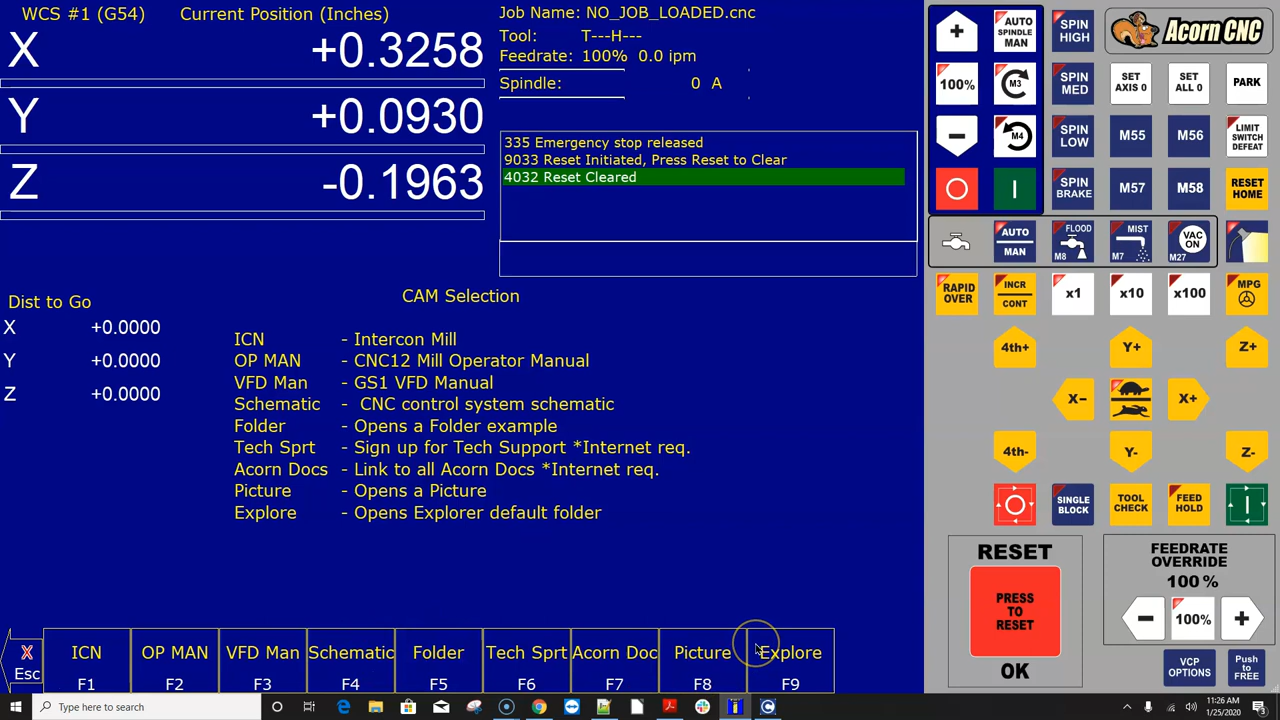 WCS #1 (G54)
Current Position (Inches)
X
+0.3258
Y
+0.0930
Z
-0.1963
Job Name: NO_JOB_LOADED.cnc
Tool: T---H---
Feedrate: 100% 0.0 ipm
Spindle: 0 A
335 Emergency stop released
9033 Reset Initiated, Press Reset to Clear
4032 Reset Cleared
CAM Selection
Dist to Go
X +0.0000
Y +0.0000
Z +0.0000
ICN - Intercon Mill
OP MAN - CNC12 Mill Operator Manual
VFD Man - GS1 VFD Manual
Schematic - CNC control system schematic
Folder - Opens a Folder example
Tech Sprt - Sign up for Tech Support *Internet req.
Acorn Docs - Link to all Acorn Docs *Internet req.
Picture - Opens a Picture
Explore - Opens Explorer default folder
X
Esc
ICN
F1
OP MAN
F2
VFD Man
F3
Schematic
F4
Folder
F5
Tech Sprt
F6
Acorn Doc
F7
Picture
F8
Explore
F9
+
AUTO
SPINDLE
MAN
SPIN
HIGH
Acorn CNC
100%
M3
SPIN
MED
SET
AXIS 0
SET
ALL 0
PARK
-
M4
SPIN
LOW
M55
M56
LIMIT
SWITCH
DEFEAT
SPIN
BRAKE
M57
M58
RESET
HOME
AUTO
MAN
FLOOD
M8
MIST
M7
VAC
ON
M27
RAPID
OVER
INCR
CONT
x1
x10
x100
MPG
4th+
Y+
Z+
X-
X+
4th-
Y-
Z-
SINGLE
BLOCK
TOOL
CHECK
FEED
HOLD
RESET
PRESS
TO
RESET
OK
FEEDRATE
OVERRIDE
100 %
-
100%
+
VCP
OPTIONS
Push
to
FREE
Type here to search
11:26 AM
1/25/2020